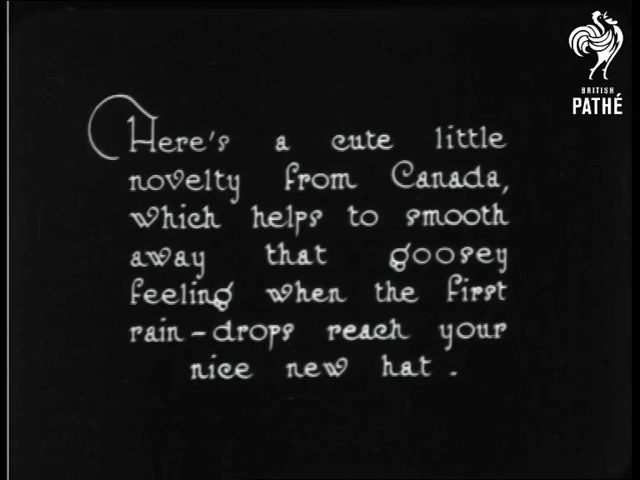 BRITISH
PATHÉ
Here's a cute little
novelty from Canada,
which helps to smooth
away that goosey
feeling when the first
rain-drops reach your
nice new hat.